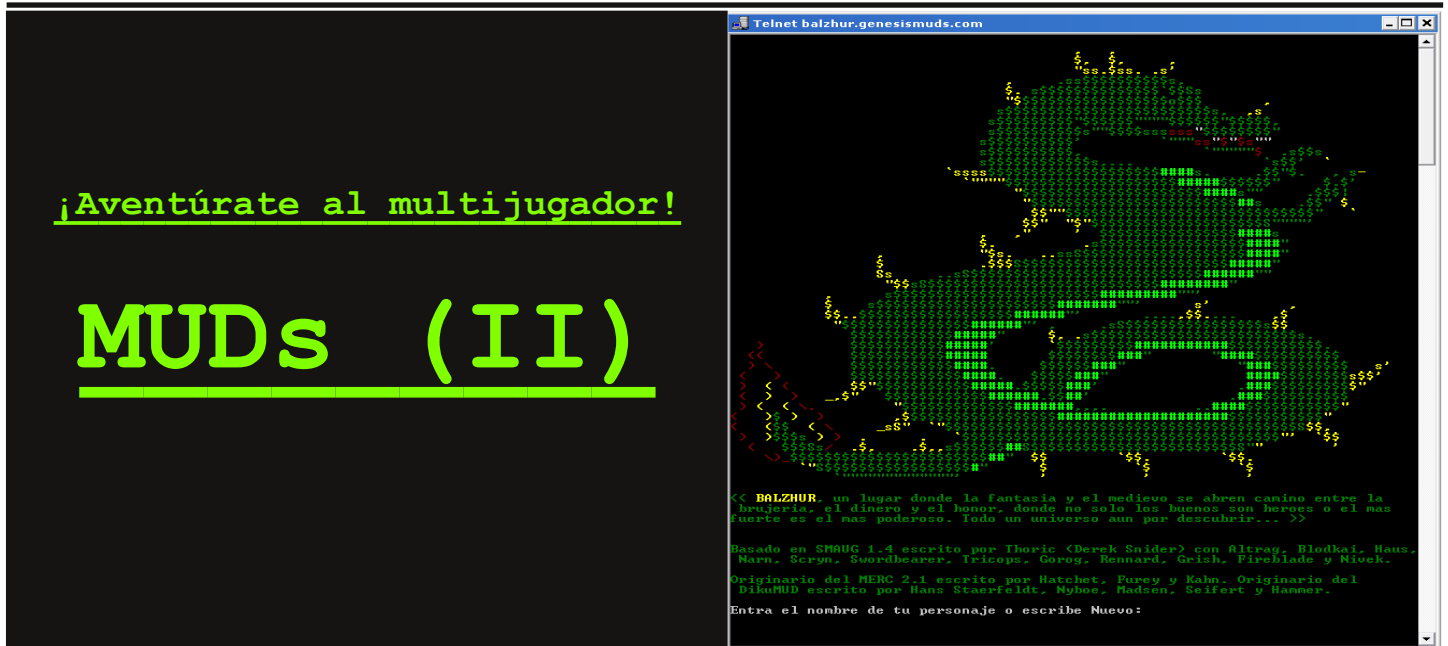 ¡Aventúrate al multijugador!
MUDs (II)
Telnet balzhur.genesismuds.com
<< BALZHUR, un lugar donde la fantasia y el medievo se abren camino entre la
brujeria, el dinero y el honor, donde no solo los buenos son heroes o el mas
fuerte es el mas poderoso. Todo un universo aun por descubrir... >>
Basado en SMAUG 1.4 escrito por Thoric (Derek Snider) con Altrag, Blodkai, Haus,
Narn, Scryn, Swordbearer, Tricops, Gorog, Rennard, Grish, Fireblade y Nivek.
Originario del MERC 2.1 escrito por Hatchet, Furey y Kahn. Originario del
DikuMUD escrito por Hans Staerfeldt, Nyboe, Madsen, Seifert y Hammer.
Entra el nombre de tu personaje o escribe Nuevo: